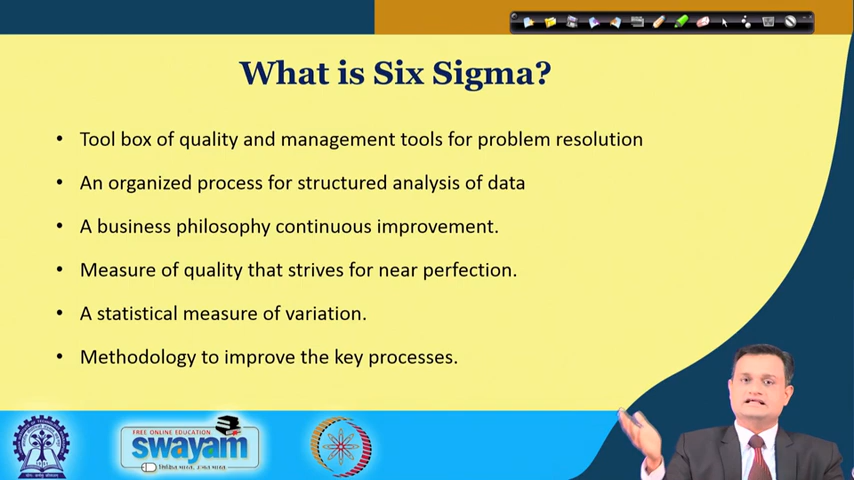 What is Six Sigma?
• Tool box of quality and management tools for problem resolution
• An organized process for structured analysis of data
• A business philosophy continuous improvement.
• Measure of quality that strives for near perfection.
• A statistical measure of variation.
• Methodology to improve the key processes.
FREE ONLINE EDUCATION
swayam